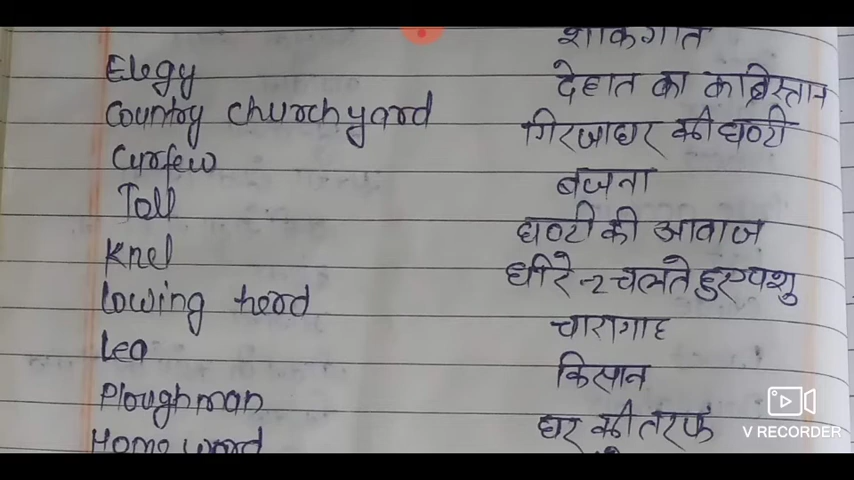 Elegy शोकगीत
Country Churchyard देहात का कब्रिस्तान
Curfew गिरजाघर की घण्टी
Toll बजना
Knel घण्टी की आवाज
Lowing herd धीरे-2 चलते हुए पशु
Lea चारागाह
Ploughman किसान
Homeward घर की तरफ
V RECORDER